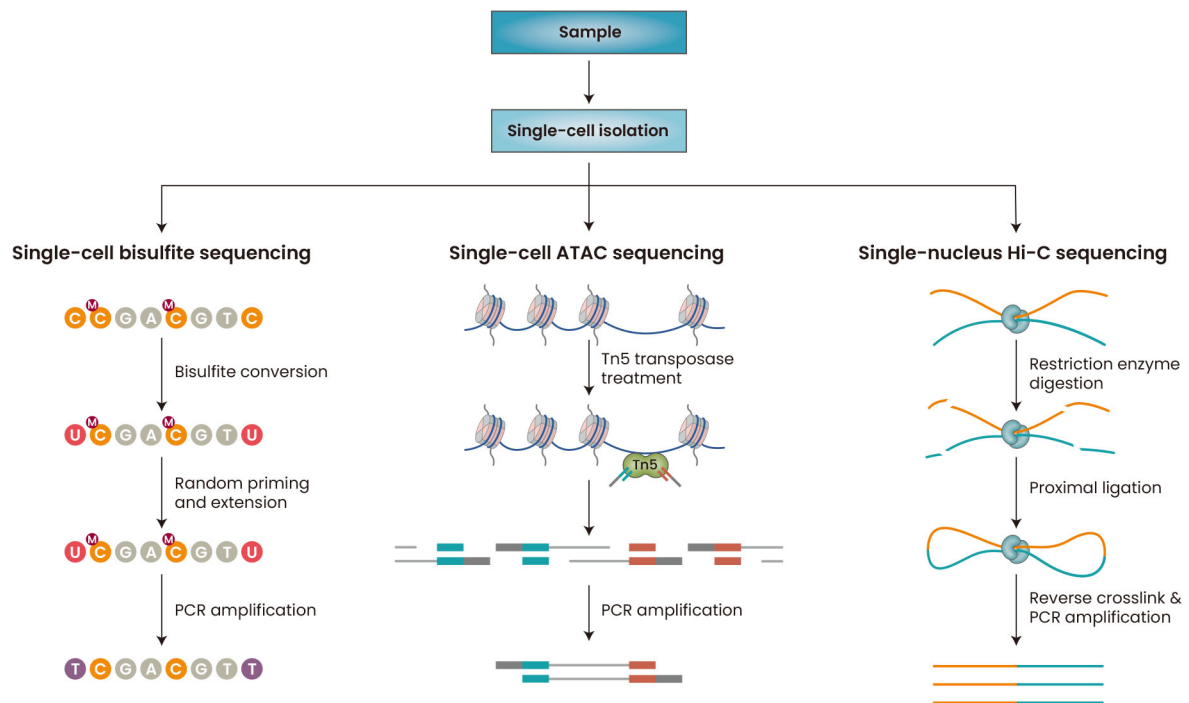 Sample
Single-cell isolation
Single-cell bisulfite sequencing
M M
C C G A C G T C
Bisulfite conversion
M M
U C G A C G T U
Random priming
and extension
M M
U C G A C G T U
PCR amplification
T C G A C G T T
Single-cell ATAC sequencing
Tn5 transposase
treatment
Tn5
PCR amplification
Single-nucleus Hi-C sequencing
Restriction enzyme
digestion
Proximal ligation
Reverse crosslink &
PCR amplification